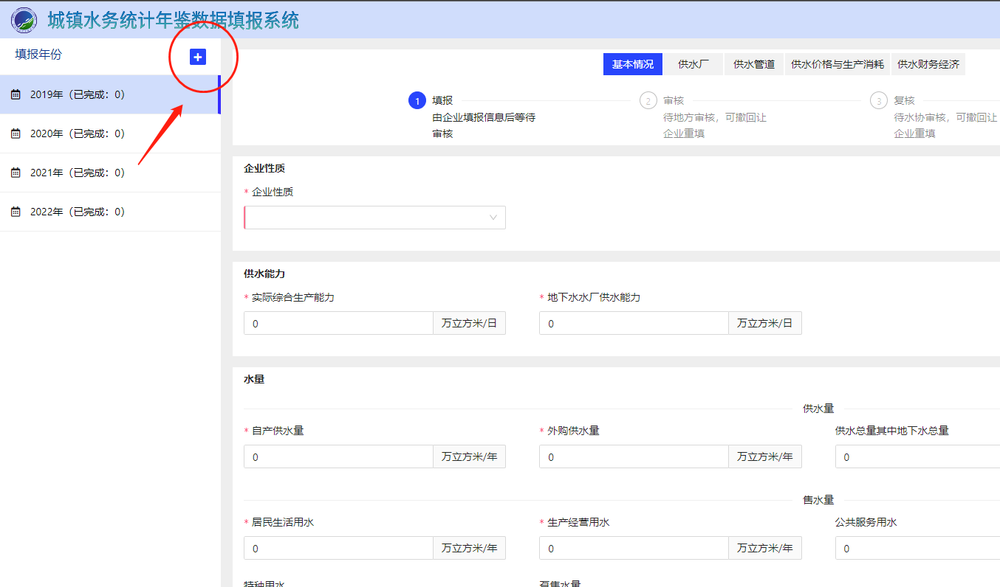 城镇水务统计年鉴数据填报系统
填报年份
2019年（已完成：0）
2020年（已完成：0）
2021年（已完成：0）
2022年（已完成：0）
基本情况 供水厂 供水管道 供水价格与生产消耗 供水财务经济
1 填报 2 审核 3 复核
由企业填报信息后等待 待地方审核，可撤回让 待水协审核，可撤回让
审核 企业重填 企业重填
企业性质
* 企业性质
供水能力
* 实际综合生产能力 * 地下水水厂供水能力
0 万立方米/日 0 万立方米/日
水量
供水量
* 自产供水量 * 外购供水量 供水总量其中地下水总量
0 万立方米/年 0 万立方米/年 0
售水量
* 居民生活用水 * 生产经营用水 公共服务用水
0 万立方米/年 0 万立方米/年 0
特种用水 趸售水量